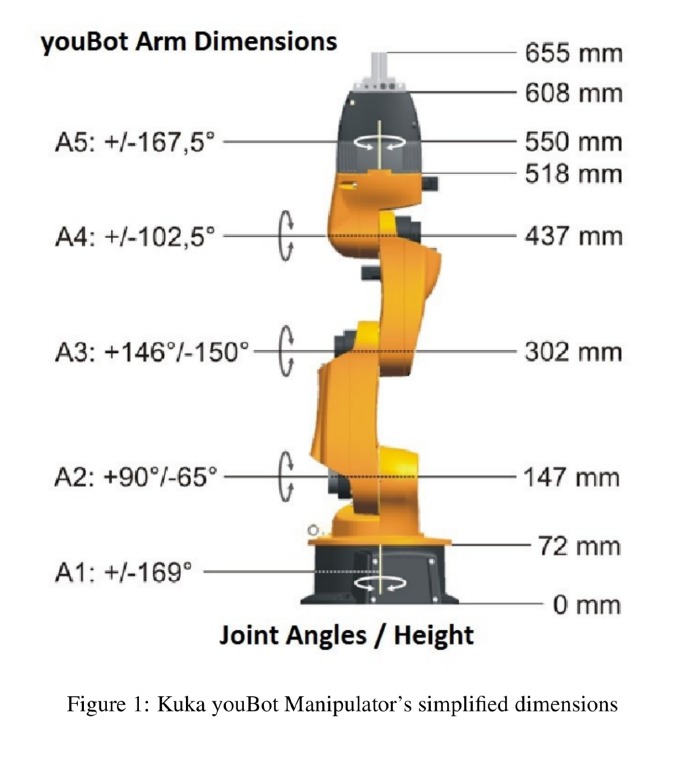 youBot Arm Dimensions
655 mm
608 mm
A5: +/-167,5°
550 mm
518 mm
A4: +/-102,5°
437 mm
A3: +146°/-150°
302 mm
A2: +90°/-65°
147 mm
72 mm
A1: +/-169°
0 mm
Joint Angles / Height
Figure 1: Kuka youBot Manipulator's simplified dimensions